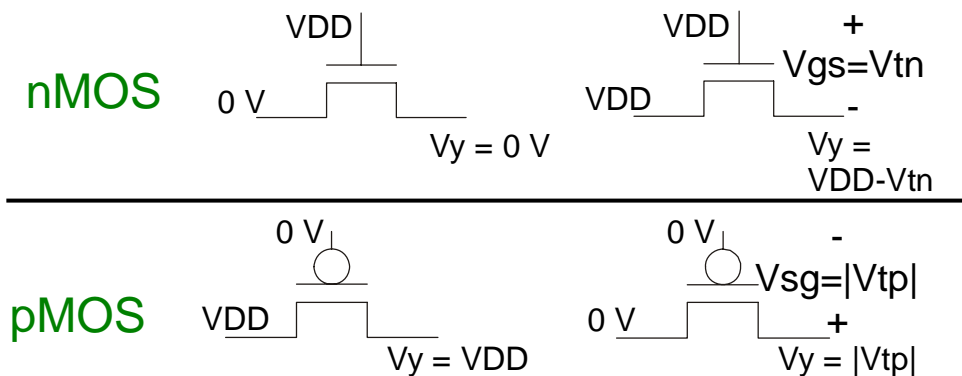 VDD
nMOS
0 V
Vy = 0 V
VDD
+
Vgs=Vtn
VDD
-
Vy =
VDD-Vtn
0 V
pMOS
VDD
Vy = VDD
0 V
-
Vsg=|Vtp|
0 V
+
Vy = |Vtp|